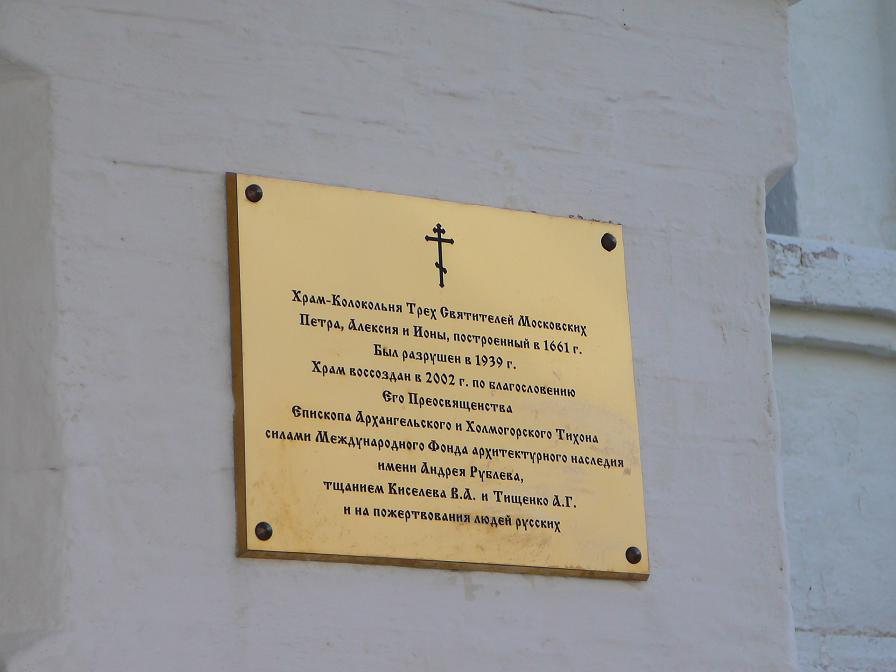 Храм-Колокольня Трех Святителей Московских
Петра, Алексия и Ионы, построенный в 1661 г.
Был разрушен в 1939 г.
Храм воссоздан в 2002 г. по благословению
Его Преосвященства
Епископа Архангельского и Холмогорского Тихона
силами Международного Фонда архитектурного наследия
имени Андрея Рублева,
тщанием Киселева В.А. и Тищенко А.Г.
и на пожертвования людей русских